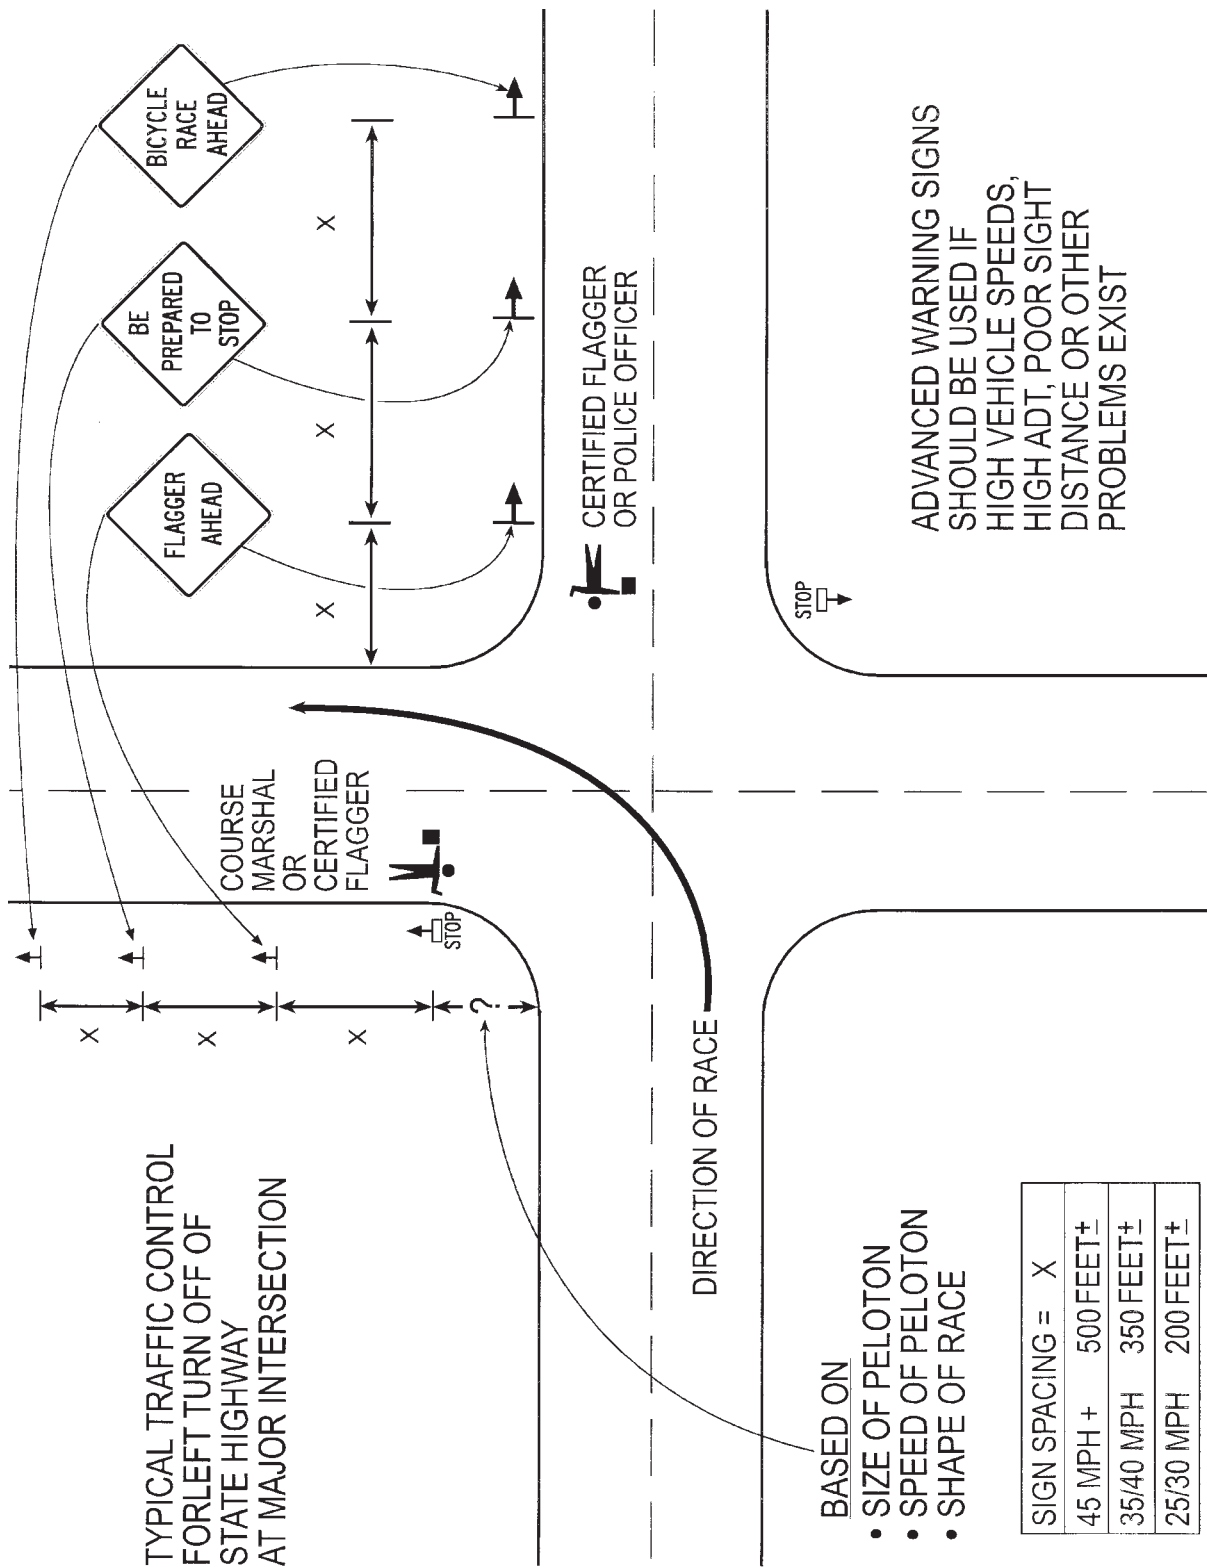 TYPICAL TRAFFIC CONTROL
FORLEFT TURN OFF OF
STATE HIGHWAY
AT MAJOR INTERSECTION
X
X
X
?
COURSE
MARSHAL
OR
CERTIFIED
FLAGGER
STOP
FLAGGER
AHEAD
BE
PREPARED
TO
STOP
BICYCLE
RACE
AHEAD
X
X
X
CERTIFIED FLAGGER
OR POLICE OFFICER
DIRECTION OF RACE
STOP
BASED ON
• SIZE OF PELOTON
• SPEED OF PELOTON
• SHAPE OF RACE
SIGN SPACING = X
45 MPH + 500 FEET±
35/40 MPH 350 FEET±
25/30 MPH 200 FEET±
ADVANCED WARNING SIGNS
SHOULD BE USED IF
HIGH VEHICLE SPEEDS,
HIGH ADT, POOR SIGHT
DISTANCE OR OTHER
PROBLEMS EXIST